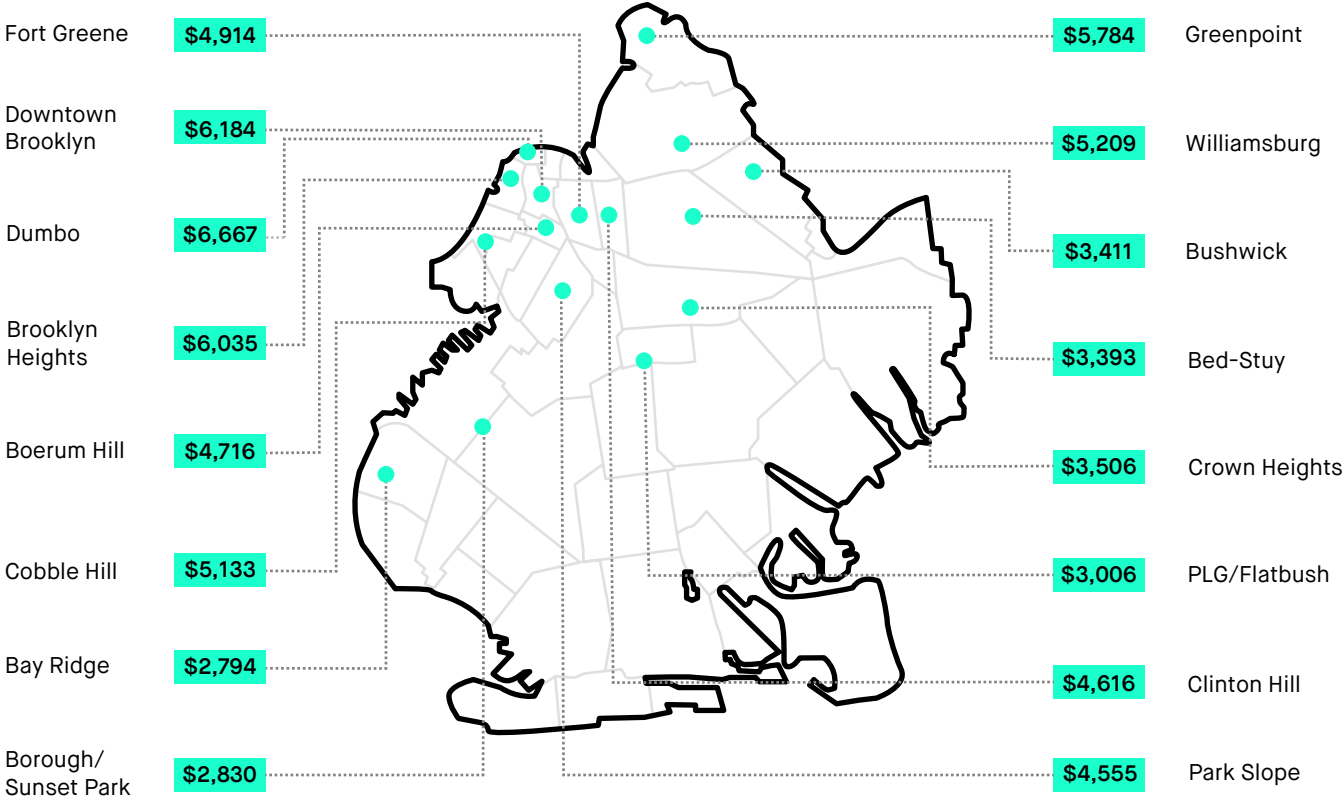 Fort Greene $4,914
Downtown
Brooklyn
$6,184
Dumbo $6,667
Brooklyn
Heights
$6,035
Boerum Hill $4,716
Cobble Hill $5,133
Bay Ridge $2,794
Borough/
Sunset Park
$2,830
$5,784 Greenpoint
$5,209 Williamsburg
$3,411 Bushwick
$3,393 Bed-Stuy
$3,506 Crown Heights
$3,006 PLG/Flatbush
$4,616 Clinton Hill
$4,555 Park Slope